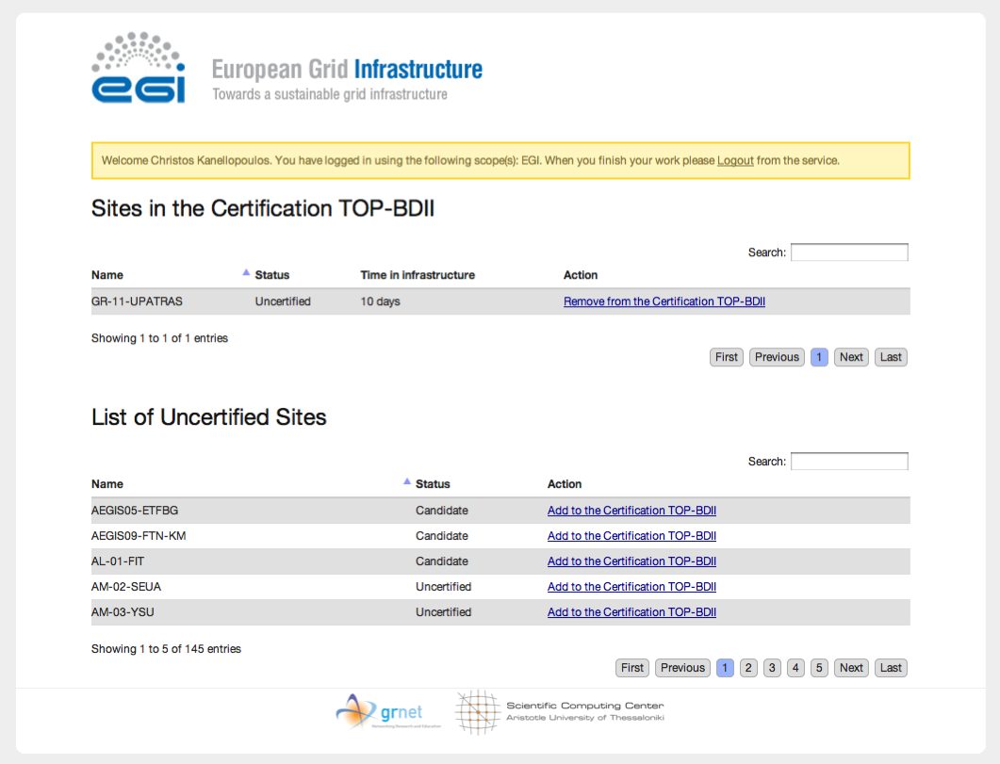 egi
European Grid Infrastructure
Towards a sustainable grid infrastructure
Welcome Christos Kanellopoulos. You have logged in using the following scope(s): EGI. When you finish your work please Logout from the service.
Sites in the Certification TOP-BDII
Search:
Name Status Time in infrastructure Action
GR-11-UPATRAS Uncertified 10 days Remove from the Certification TOP-BDII
Showing 1 to 1 of 1 entries
First Previous 1 Next Last
List of Uncertified Sites
Search:
Name Status Action
AEGIS05-ETFBG Candidate Add to the Certification TOP-BDII
AEGIS09-FTN-KM Candidate Add to the Certification TOP-BDII
AL-01-FIT Candidate Add to the Certification TOP-BDII
AM-02-SEUA Uncertified Add to the Certification TOP-BDII
AM-03-YSU Uncertified Add to the Certification TOP-BDII
Showing 1 to 5 of 145 entries
First Previous 1 2 3 4 5 Next Last
grnet
Networking Research and Education
Scientific Computing Center
Aristotle University of Thessaloniki